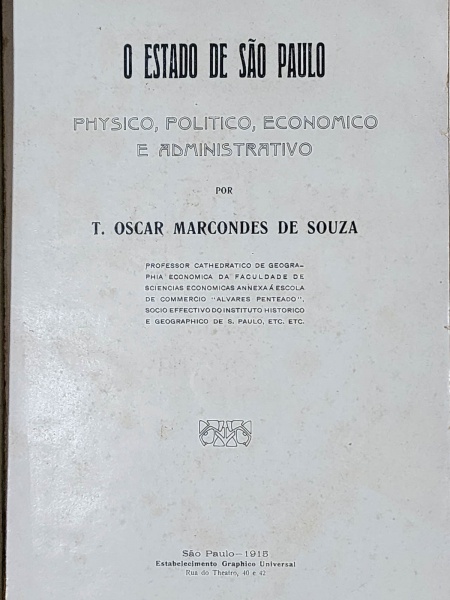 O ESTADO DE SÃO PAULO
PHYSICO, POLITICO, ECONOMICO
E ADMINISTRATIVO
POR
T. OSCAR MARCONDES DE SOUZA
PROFESSOR CATHEDRATICO DE GEOGRA-
PHIA ECONOMICA DA FACULDADE DE
SCIENCIAS ECONOMICAS ANNEXA Á ESCOLA
DE COMMERCIO "ALVARES PENTEADO",
SOCIO EFFECTIVO DO INSTITUTO HISTORICO
E GEOGRAPHICO DE S. PAULO, ETC. ETC.
São Paulo—1915
Estabelecimento Graphico Universal
Rua do Theatro, 40 e 42